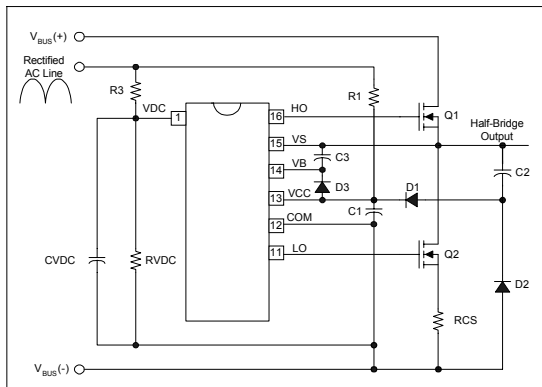 VBUS(+)
Rectified
AC Line
R3
R1
VDC
1
16
HO
Q1
15
VS
Half-Bridge
Output
C3
C2
14
VB
D3
D1
13
VCC
C1
12
COM
11
LO
Q2
CVDC
RVDC
D2
RCS
VBUS(-)